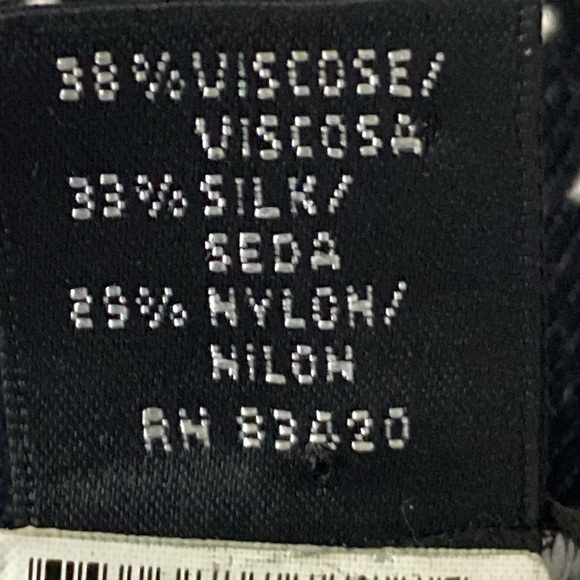 38% VISCOSE/
VISCOSA
33% SILK/
SEDA
29% NYLON/
NILON
RN 83420